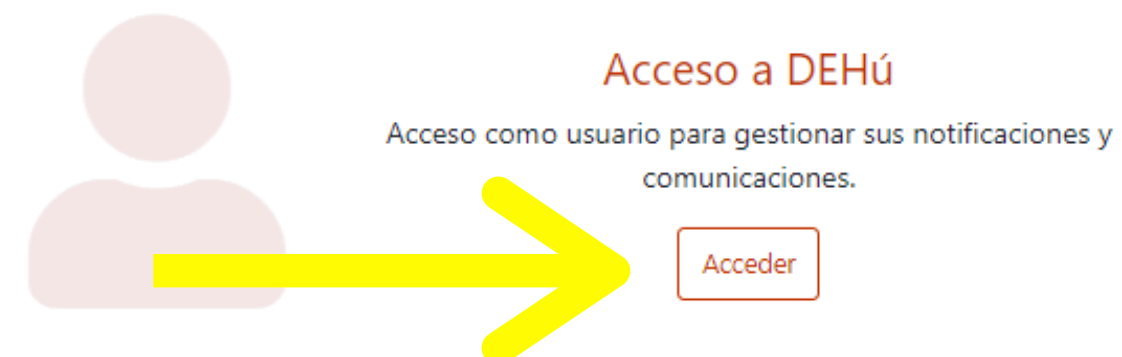 Acceso a DEHú
Acceso como usuario para gestionar sus notificaciones y
comunicaciones.
Acceder